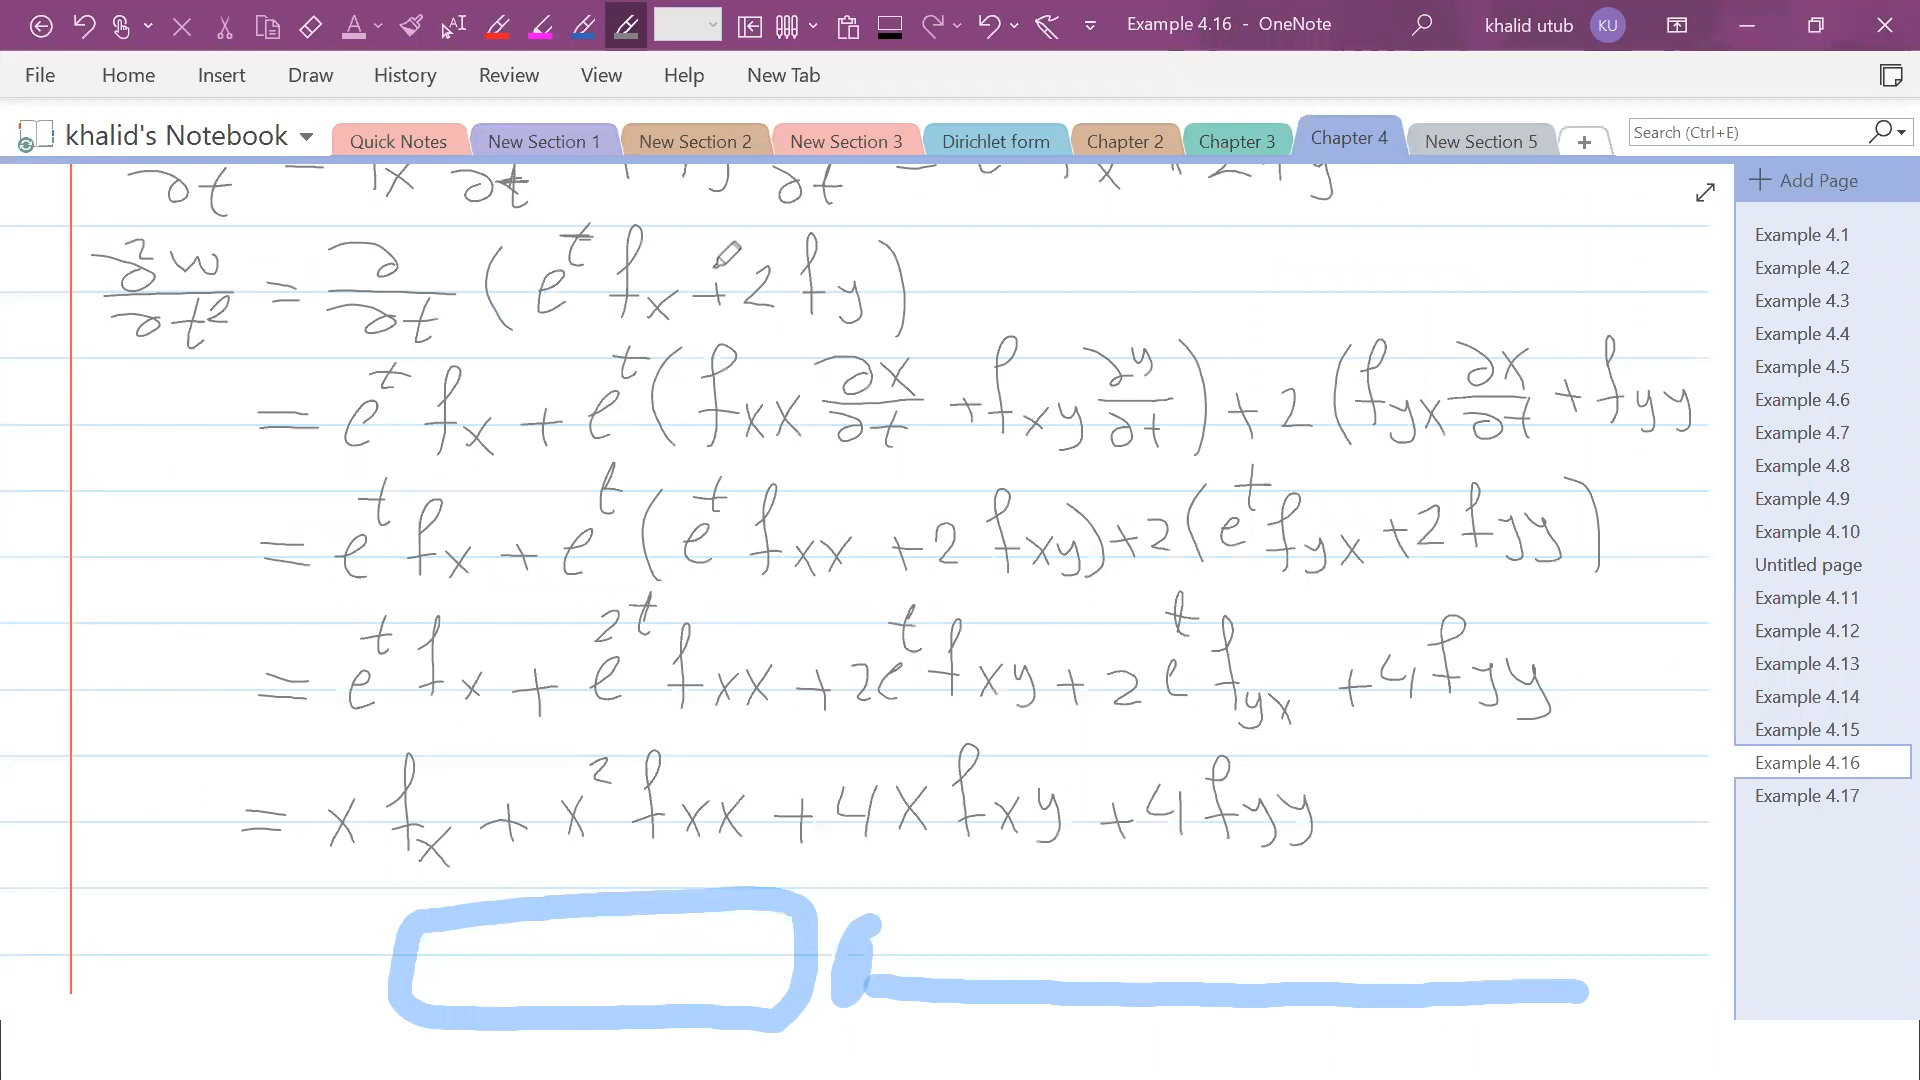 Example 4.16 - OneNote
khalid utub
KU
File Home Insert Draw History Review View Help New Tab
khalid's Notebook
Quick Notes
New Section 1
New Section 2
New Section 3
Dirichlet form
Chapter 2
Chapter 3
Chapter 4
New Section 5
Search (Ctrl+E)
Add Page
Example 4.1
Example 4.2
Example 4.3
Example 4.4
Example 4.5
Example 4.6
Example 4.7
Example 4.8
Example 4.9
Example 4.10
Untitled page
Example 4.11
Example 4.12
Example 4.13
Example 4.14
Example 4.15
Example 4.16
Example 4.17
∂²w/∂t² = ∂/∂t (e^t f_x + 2 f_y)
= e^t f_x + e^t (f_xx ∂x/∂t + f_xy ∂y/∂t) + 2 (f_yx ∂x/∂t + f_yy
= e^t f_x + e^t (e^t f_xx + 2 f_xy) + 2 (e^t f_yx + 2 f_yy)
= e^t f_x + e^2t f_xx + 2e^t f_xy + 2 e^t f_yx + 4 f_yy
= x f_x + x² f_xx + 4x f_xy + 4 f_yy